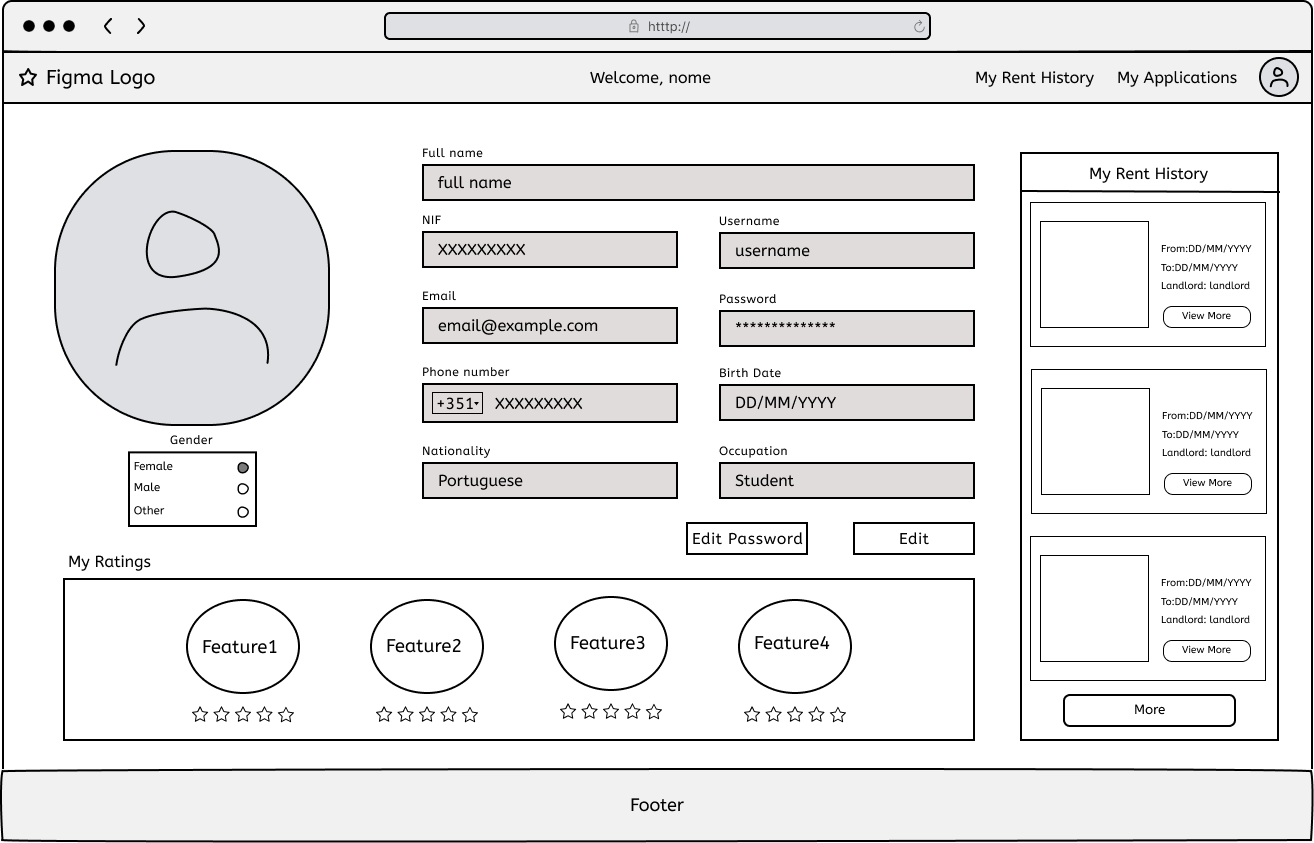 htttp://
Figma Logo
Welcome, nome
My Rent History
My Applications
Full name
full name
NIF
XXXXXXXXX
Username
username
Email
email@example.com
Password
**************
Phone number
+351
XXXXXXXXX
Birth Date
DD/MM/YYYY
Nationality
Portuguese
Occupation
Student
Edit Password
Edit
Gender
Female
Male
Other
My Ratings
Feature1
Feature2
Feature3
Feature4
My Rent History
From:DD/MM/YYYY
To:DD/MM/YYYY
Landlord: landlord
View More
From:DD/MM/YYYY
To:DD/MM/YYYY
Landlord: landlord
View More
From:DD/MM/YYYY
To:DD/MM/YYYY
Landlord: landlord
View More
More
Footer